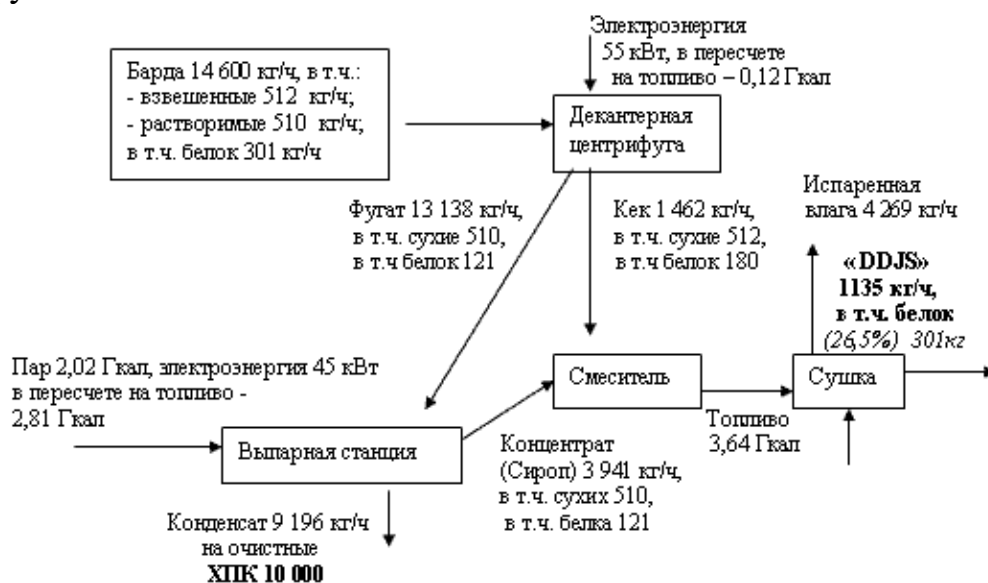 Электроэнергия
55 кВт, в пересчете
на топливо – 0,12 Гкал
Барда 14 600 кг/ч, в т.ч.:
- взвешенные 512 кг/ч;
- растворимые 510 кг/ч;
в т.ч. белок 301 кг/ч
Декантерная
центрифуга
Фугат 13 138 кг/ч,
в т.ч. сухие 510,
в т.ч белок 121
Кек 1 462 кг/ч,
в т.ч. сухие 512,
в т.ч белок 180
Испаренная
влага 4 269 кг/ч
«DDJS»
1135 кг/ч,
в т.ч. белок
(26,5%) 301кг
Пар 2,02 Гкал, электроэнергия 45 кВт
в пересчете на топливо -
2,81 Гкал
Смеситель
Сушка
Топливо
3,64 Гкал
Выпарная станция
Концентрат
(Сироп) 3 941 кг/ч,
в т.ч. сухих 510,
в т.ч. белка 121
Конденсат 9 196 кг/ч
на очистные
ХПК 10 000